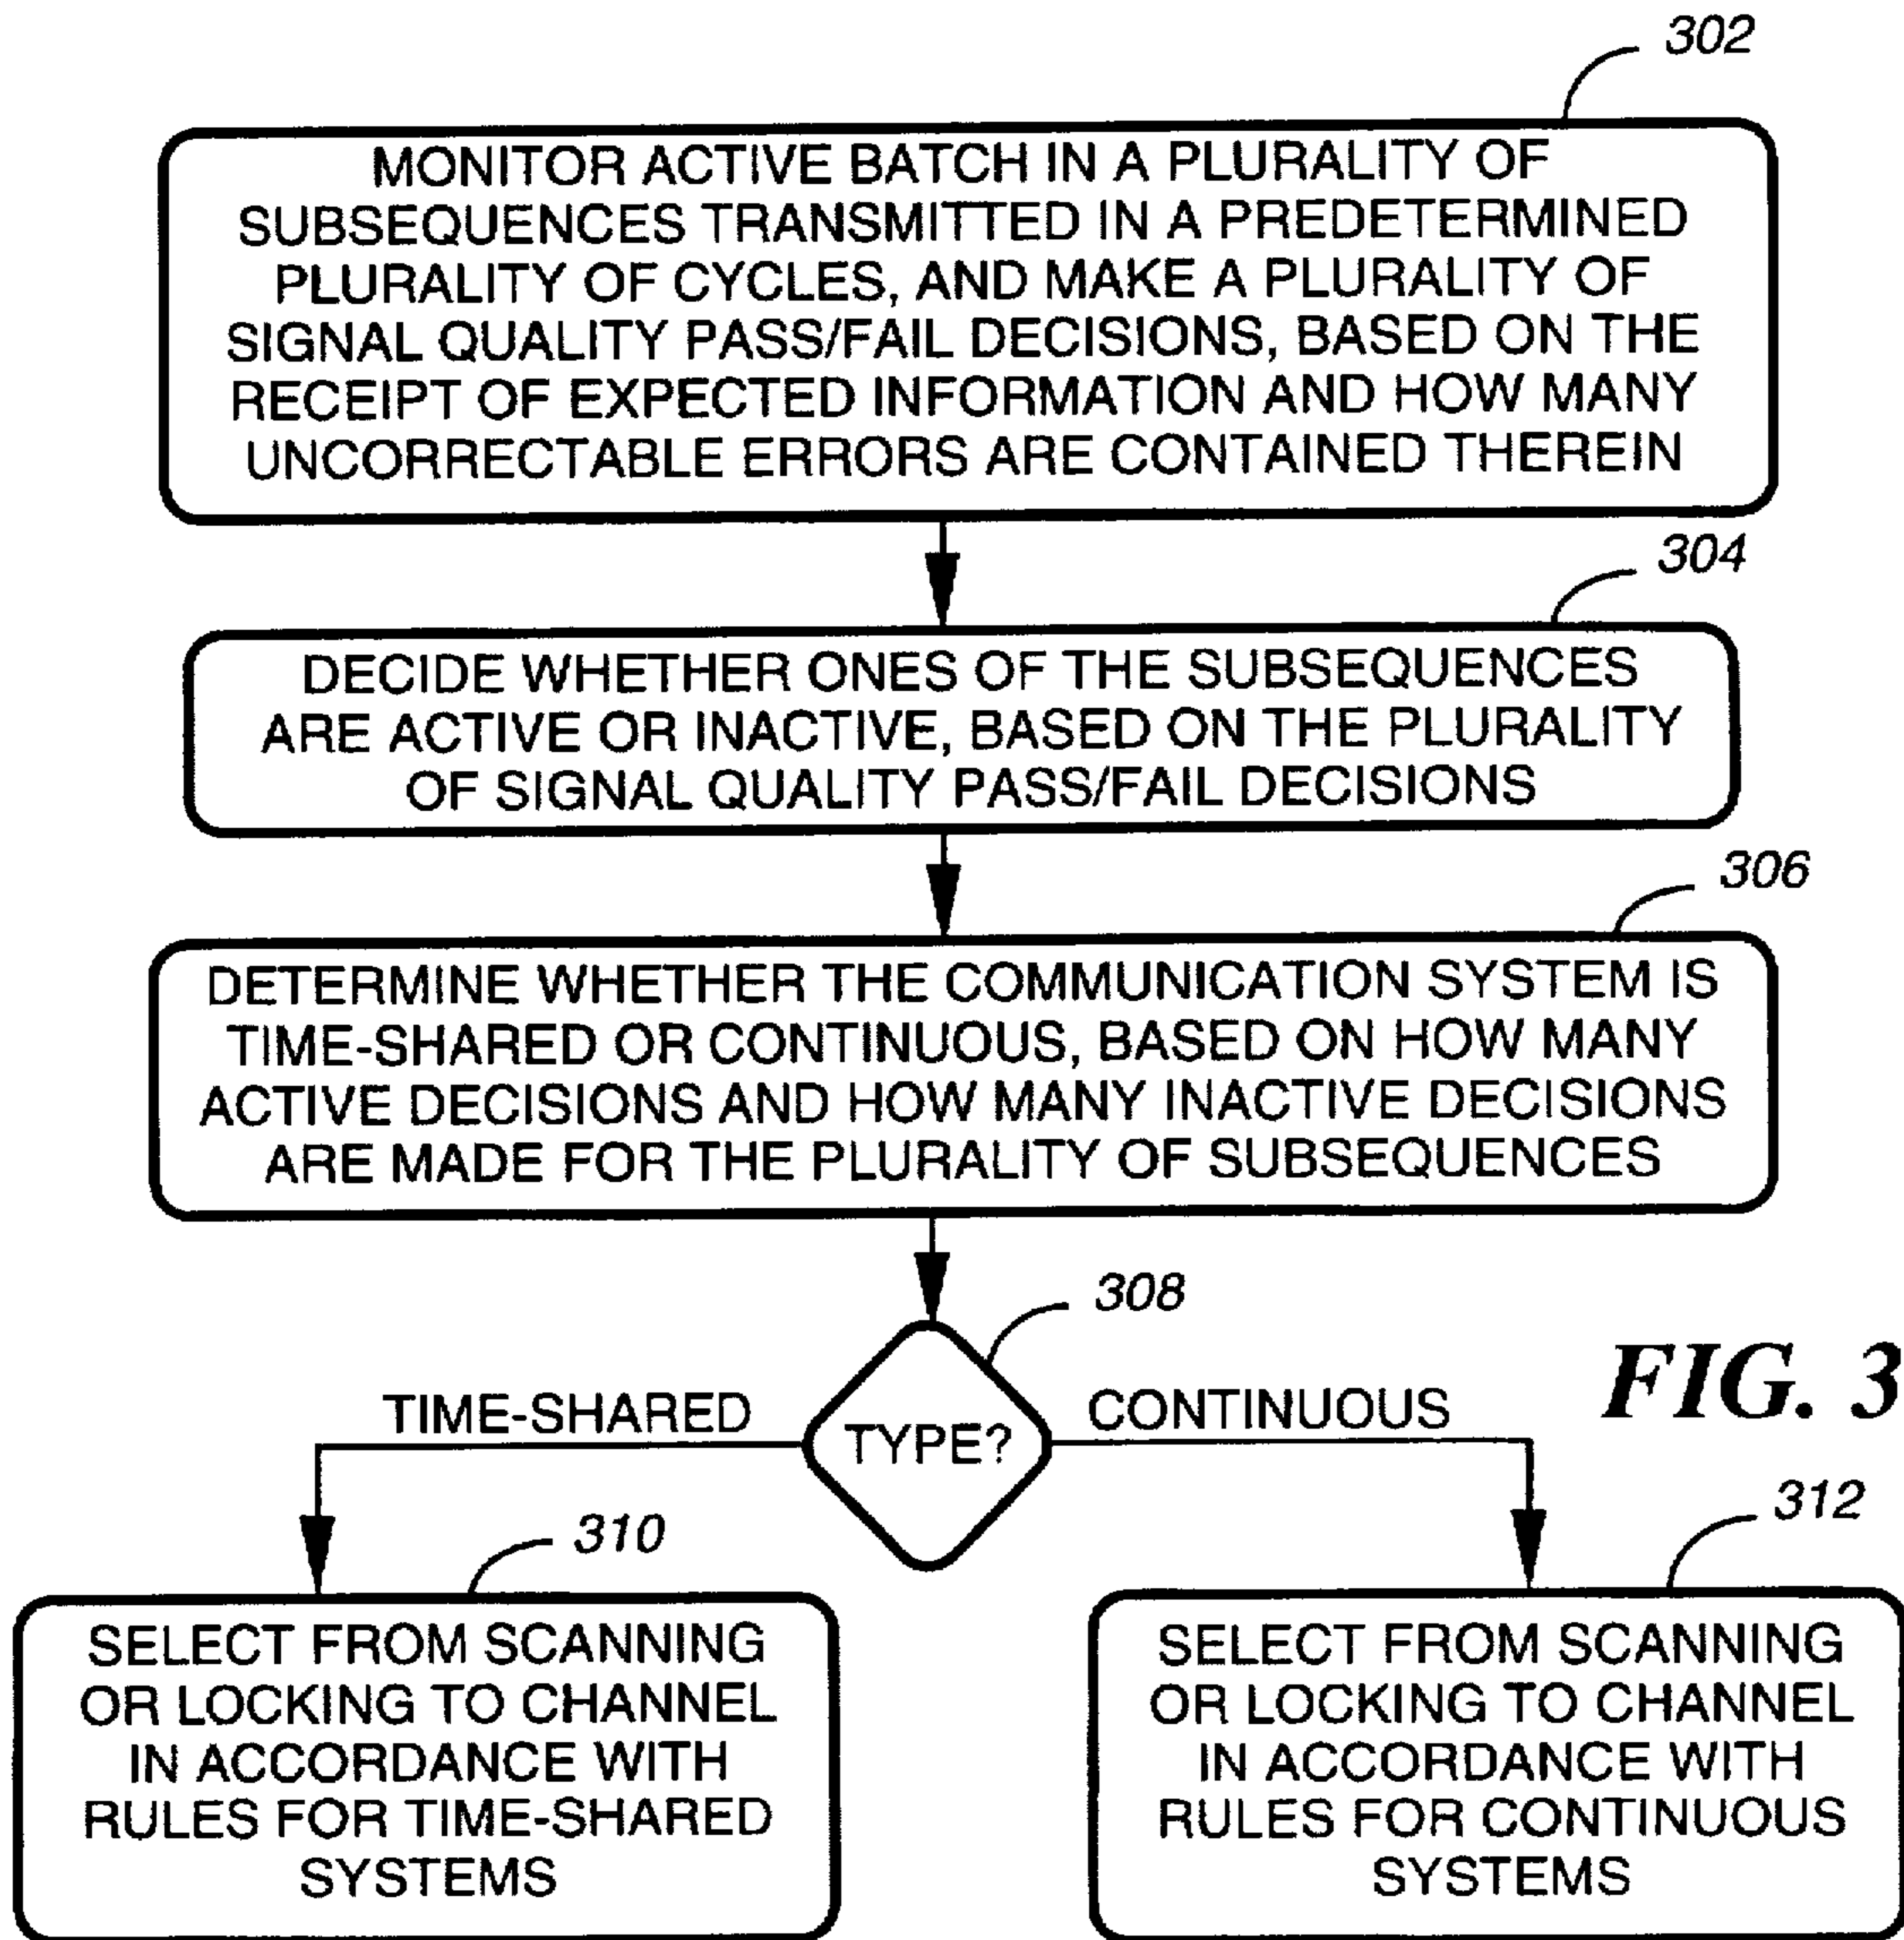 302
MONITOR ACTIVE BATCH IN A PLURALITY OF
SUBSEQUENCES TRANSMITTED IN A PREDETERMINED
PLURALITY OF CYCLES, AND MAKE A PLURALITY OF
SIGNAL QUALITY PASS/FAIL DECISIONS, BASED ON THE
RECEIPT OF EXPECTED INFORMATION AND HOW MANY
UNCORRECTABLE ERRORS ARE CONTAINED THEREIN
304
DECIDE WHETHER ONES OF THE SUBSEQUENCES
ARE ACTIVE OR INACTIVE, BASED ON THE PLURALITY
OF SIGNAL QUALITY PASS/FAIL DECISIONS
306
DETERMINE WHETHER THE COMMUNICATION SYSTEM IS
TIME-SHARED OR CONTINUOUS, BASED ON HOW MANY
ACTIVE DECISIONS AND HOW MANY INACTIVE DECISIONS
ARE MADE FOR THE PLURALITY OF SUBSEQUENCES
308
TIME-SHARED
TYPE?
CONTINUOUS
FIG. 3
310
SELECT FROM SCANNING
OR LOCKING TO CHANNEL
IN ACCORDANCE WITH
RULES FOR TIME-SHARED
SYSTEMS
312
SELECT FROM SCANNING
OR LOCKING TO CHANNEL
IN ACCORDANCE WITH
RULES FOR CONTINUOUS
SYSTEMS